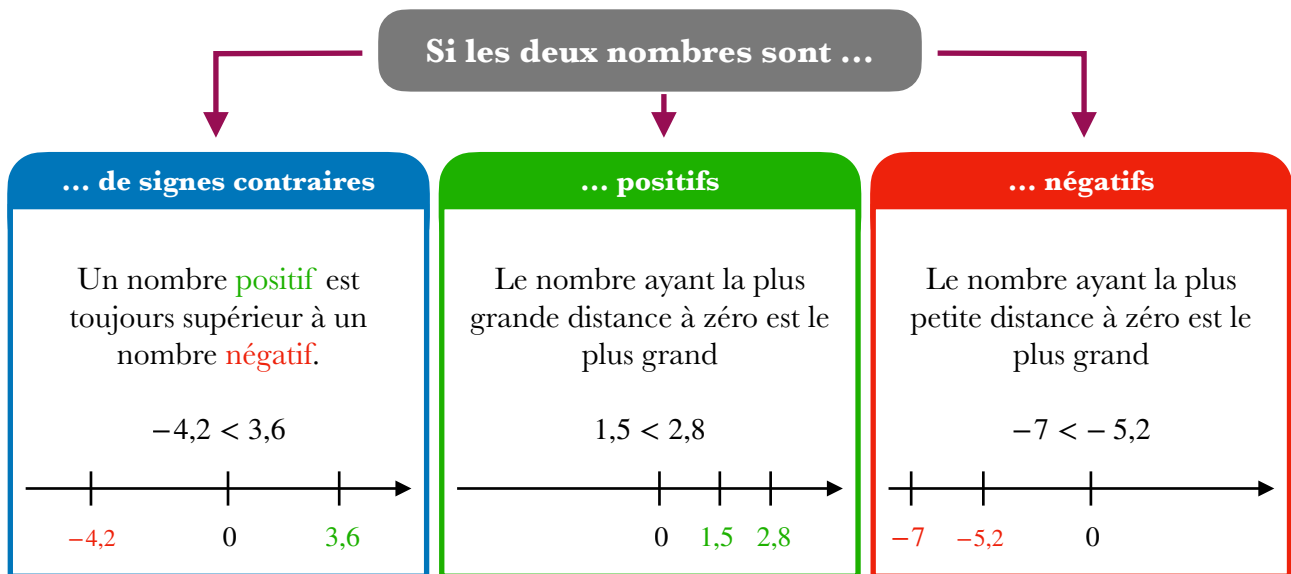 Si les deux nombres sont …
… de signes contraires
Un nombre positif est
toujours supérieur à un
nombre négatif.
−4,2 < 3,6
−4,2 0 3,6
… positifs
Le nombre ayant la plus
grande distance à zéro est le
plus grand
1,5 < 2,8
0 1,5 2,8
… négatifs
Le nombre ayant la plus
petite distance à zéro est le
plus grand
−7 < − 5,2
−7 −5,2 0